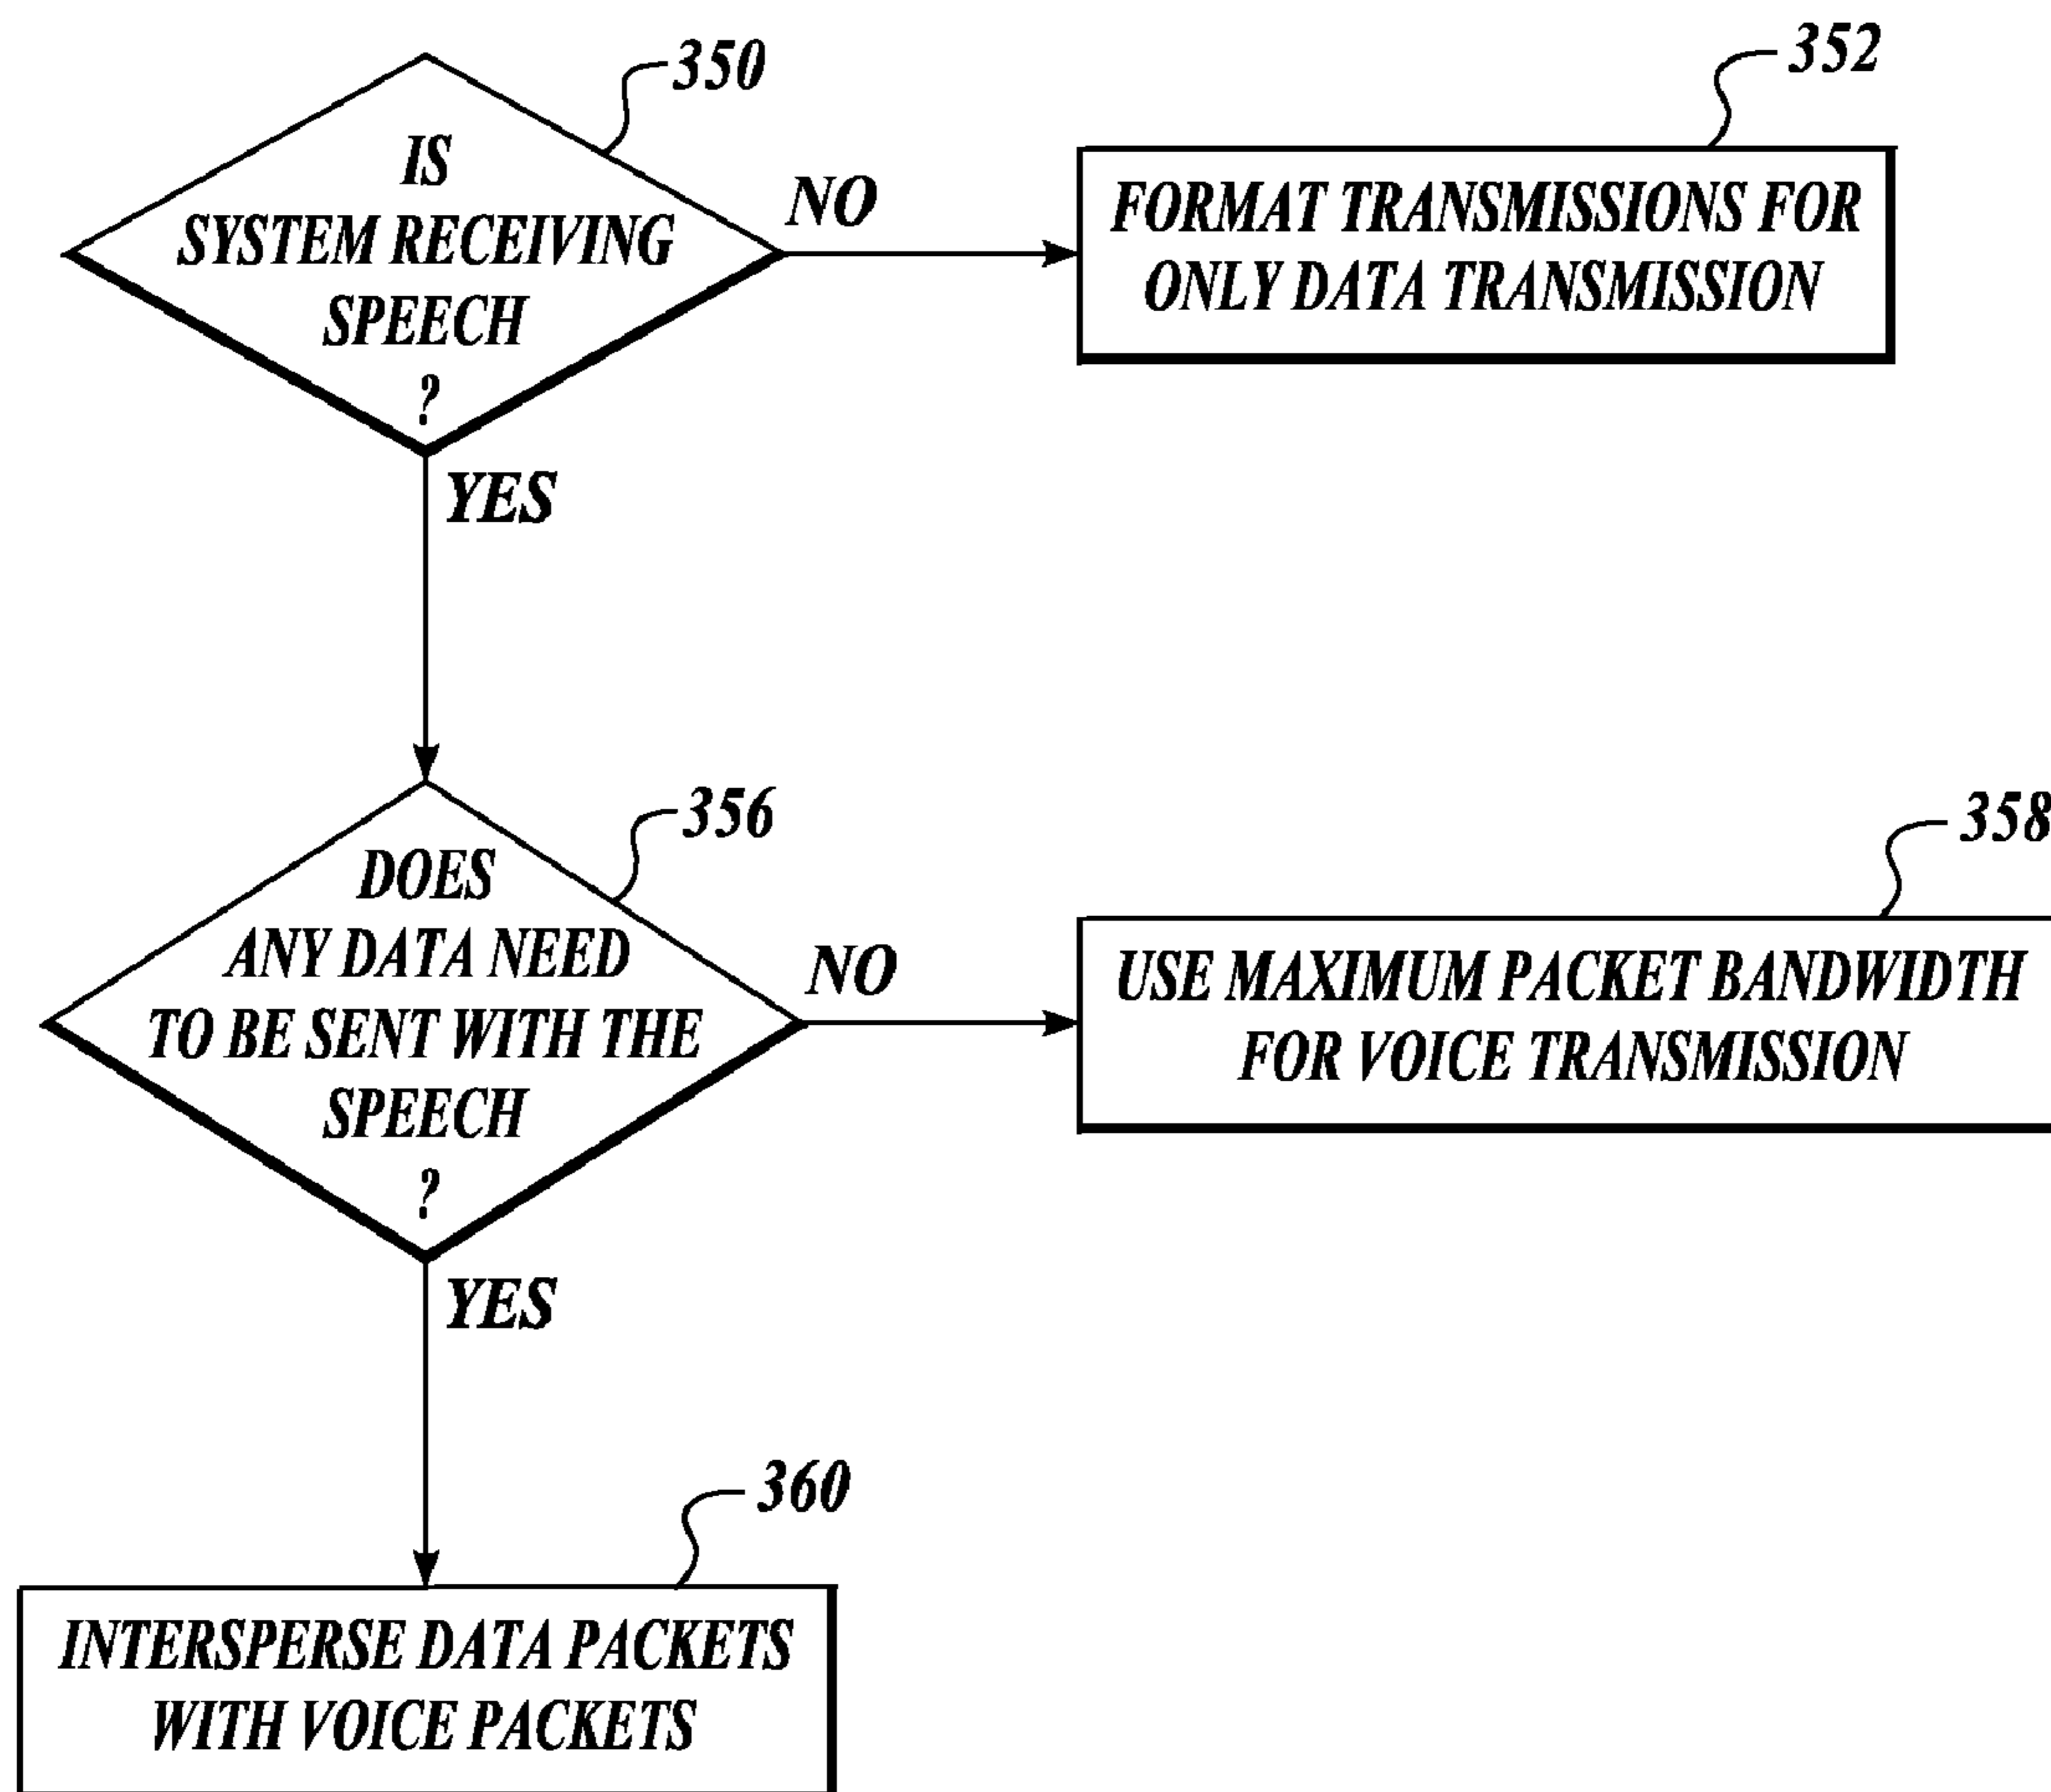 350
IS
SYSTEM RECEIVING
SPEECH
?
NO
352
FORMAT TRANSMISSIONS FOR
ONLY DATA TRANSMISSION
YES
356
DOES
ANY DATA NEED
TO BE SENT WITH THE
SPEECH
?
NO
358
USE MAXIMUM PACKET BANDWIDTH
FOR VOICE TRANSMISSION
YES
360
INTERSPERSE DATA PACKETS
WITH VOICE PACKETS